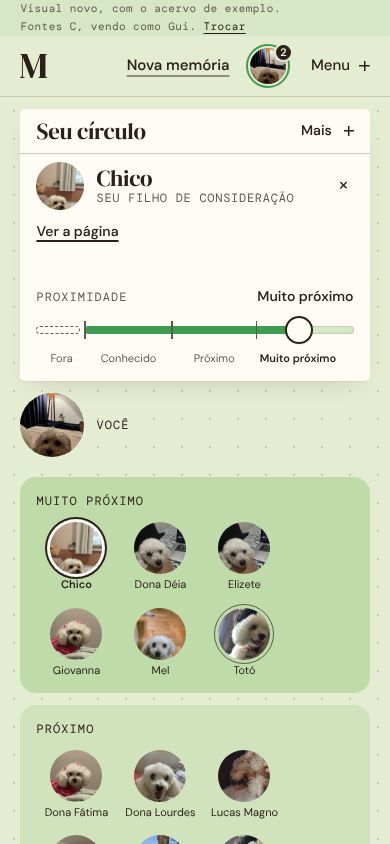 Visual novo, com o acervo de exemplo.
Fontes C, vendo como Gui. Trocar
M
Nova memória
2
Menu +
Seu círculo
Mais +
Chico
SEU FILHO DE CONSIDERAÇÃO
×
Ver a página
PROXIMIDADE
Muito próximo
Fora Conhecido Próximo Muito próximo
VOCÊ
MUITO PRÓXIMO
Chico Dona Déia Elizete
Giovanna Mel Totó
PRÓXIMO
Dona Fátima Dona Lourdes Lucas Magno